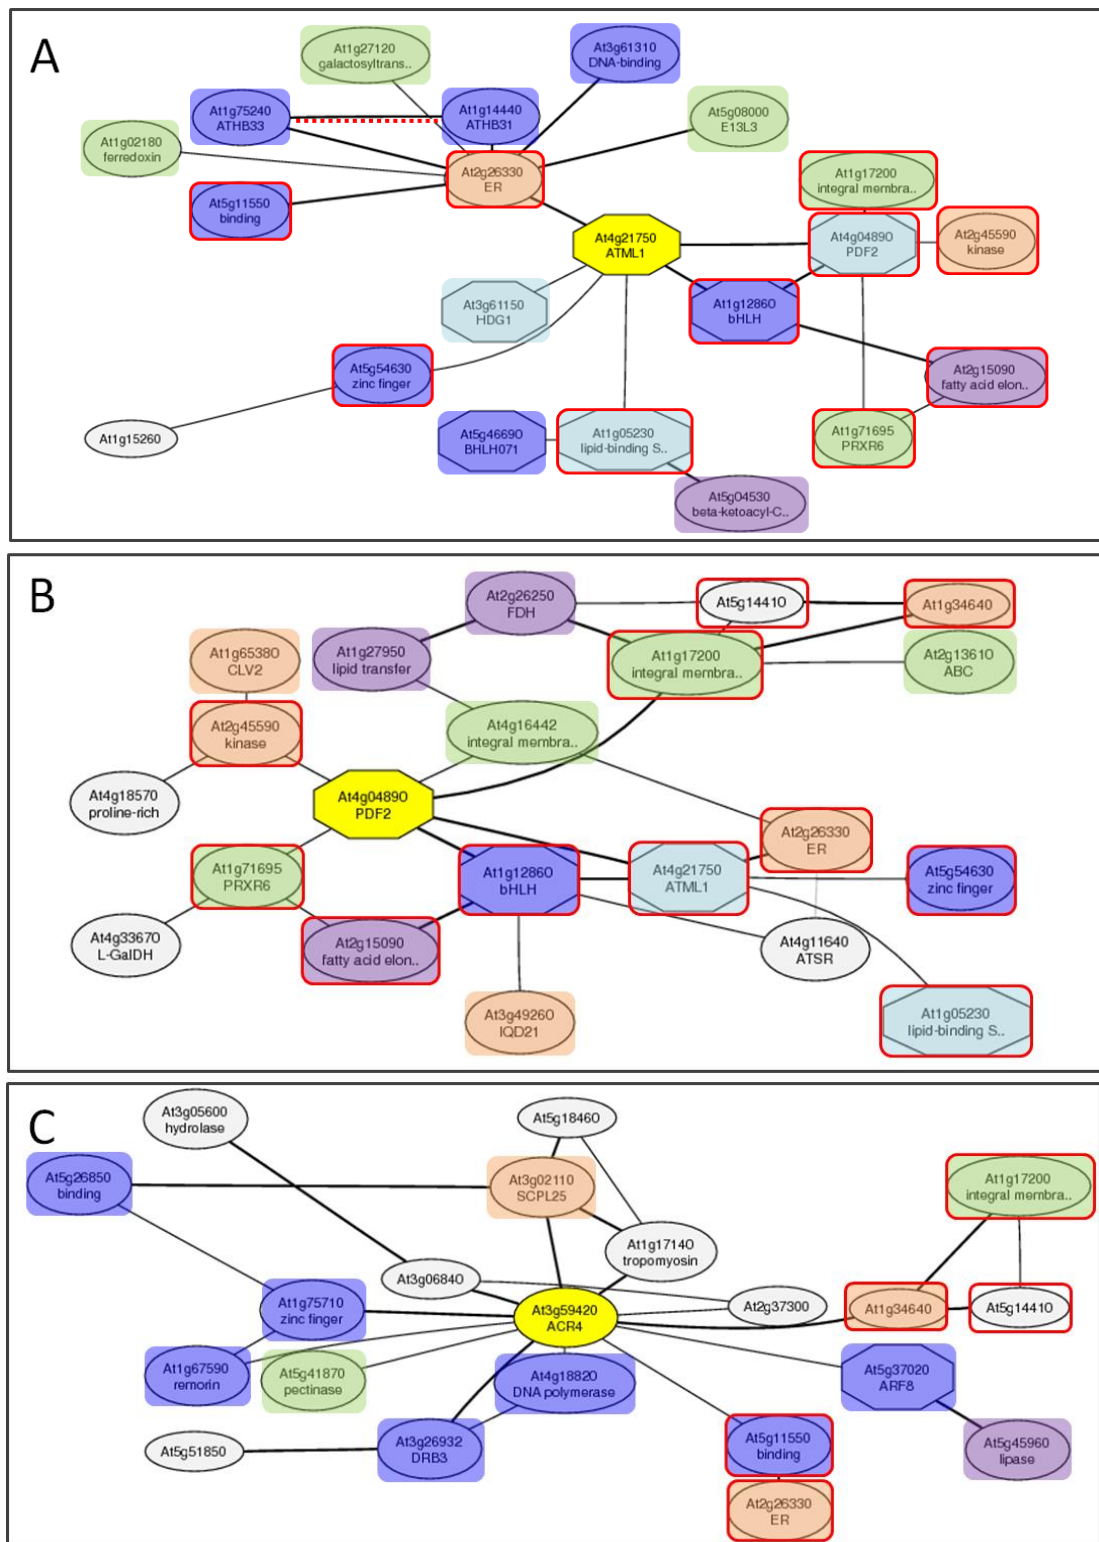 A
At1g27120
galactosyltrans..
At3g61310
DNA-binding
At1g75240
ATHB33
At1g14440
ATHB31
At5g08000
E13L3
At1g02180
ferredoxin
At2g26330
ER
At1g17200
integral membra..
At5g11550
binding
At4g21750
ATML1
At4g04890
PDF2
At2g45590
kinase
At3g61150
HDG1
At1g12860
bHLH
At5g54630
zinc finger
At2g15090
fatty acid elon..
At1g15260
At5g46690
BHLH071
At1g05230
lipid-binding S..
At1g71695
PRXR6
At5g04530
beta-ketoacyl-C..
B
At2g26250
FDH
At5g14410
At1g34640
At1g65380
CLV2
At1g27950
lipid transfer
At1g17200
integral membra..
At2g13610
ABC
At2g45590
kinase
At4g16442
integral membra..
At4g18570
proline-rich
At4g04890
PDF2
At2g26330
ER
At1g71695
PRXR6
At1g12860
bHLH
At4g21750
ATML1
At5g54630
zinc finger
At4g33670
L-GalDH
At2g15090
fatty acid elon..
At4g11640
ATSR
At3g49260
IQD21
At1g05230
lipid-binding S..
C
At3g05600
hydrolase
At5g18460
At5g26850
binding
At3g02110
SCPL25
At1g17200
integral membra..
At1g17140
tropomyosin
At3g06840
At1g75710
zinc finger
At3g59420
ACR4
At2g37300
At1g34640
At5g14410
At1g67590
remorin
At5g41870
pectinase
At4g18820
DNA polymerase
At5g37020
ARF8
At5g51850
At3g26932
DRB3
At5g11550
binding
At5g45960
lipase
At2g26330
ER